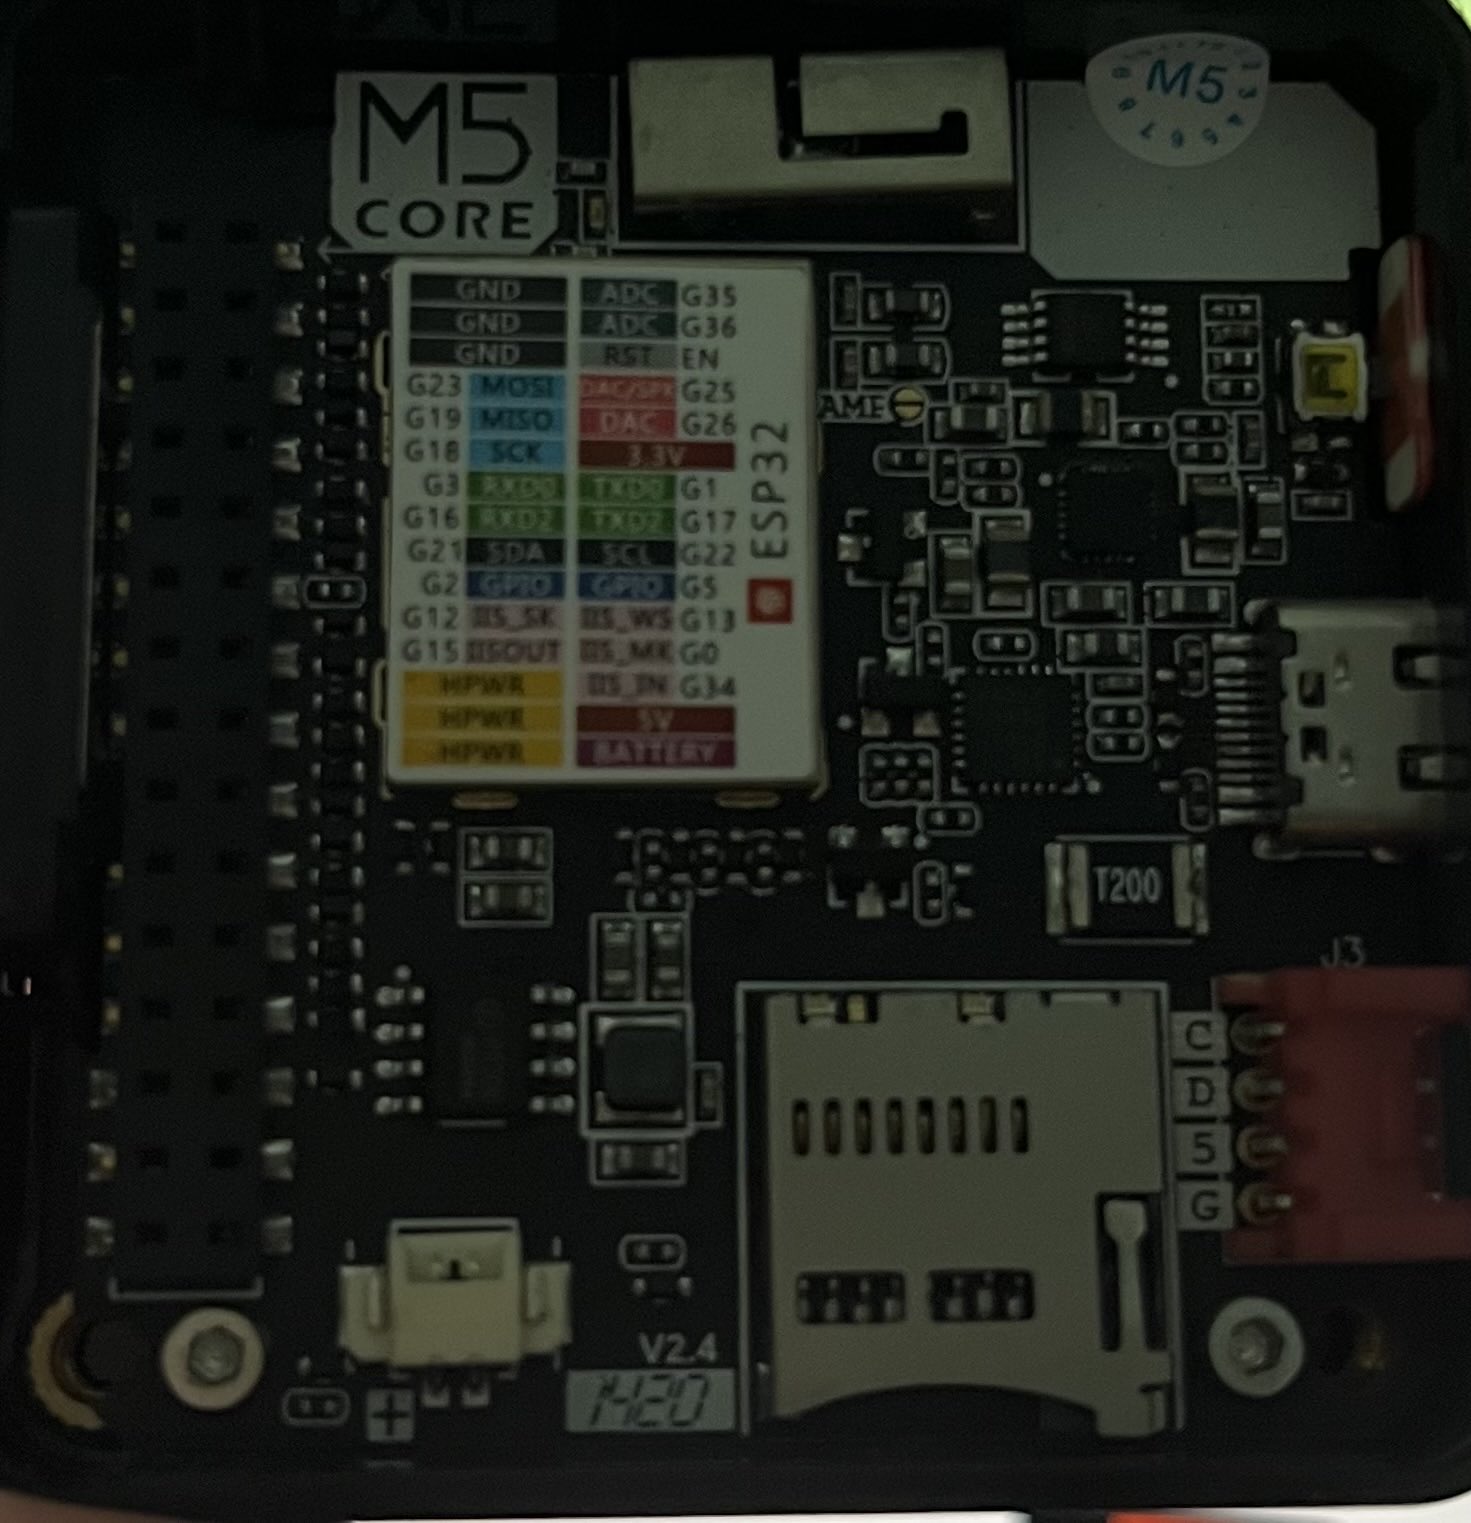 M5
CORE
M5
GND ADC G35
GND ADC G36
GND RST EN
G23 MOSI DAC/SPK G25
G19 MISO DAC G26
G18 SCK 3.3V
G3 RXD0 TXD0 G1
G16 RXD2 TXD2 G17
G21 SDA SCL G22
G2 GPIO GPIO G5
G12 IIS_SK IIS_WS G13
G15 IISOUT IIS_MK G0
HPWR IIS_IN G34
HPWR 5V
HPWR BATTERY
ESP32
AMP
T200
J3
C
D
5
G
V2.4
1420
+